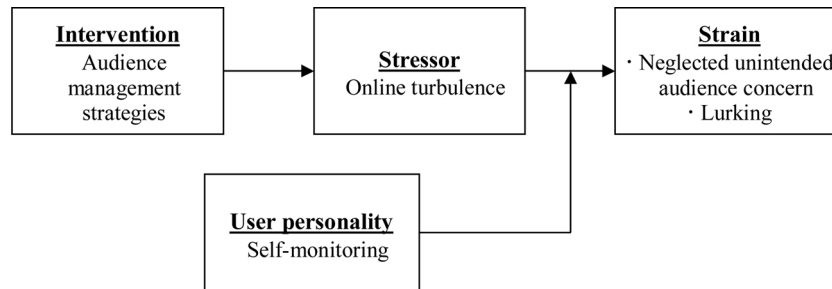 Intervention
Audience
management
strategies
Stressor
Online turbulence
Strain
· Neglected unintended
audience concern
· Lurking
User personality
Self-monitoring